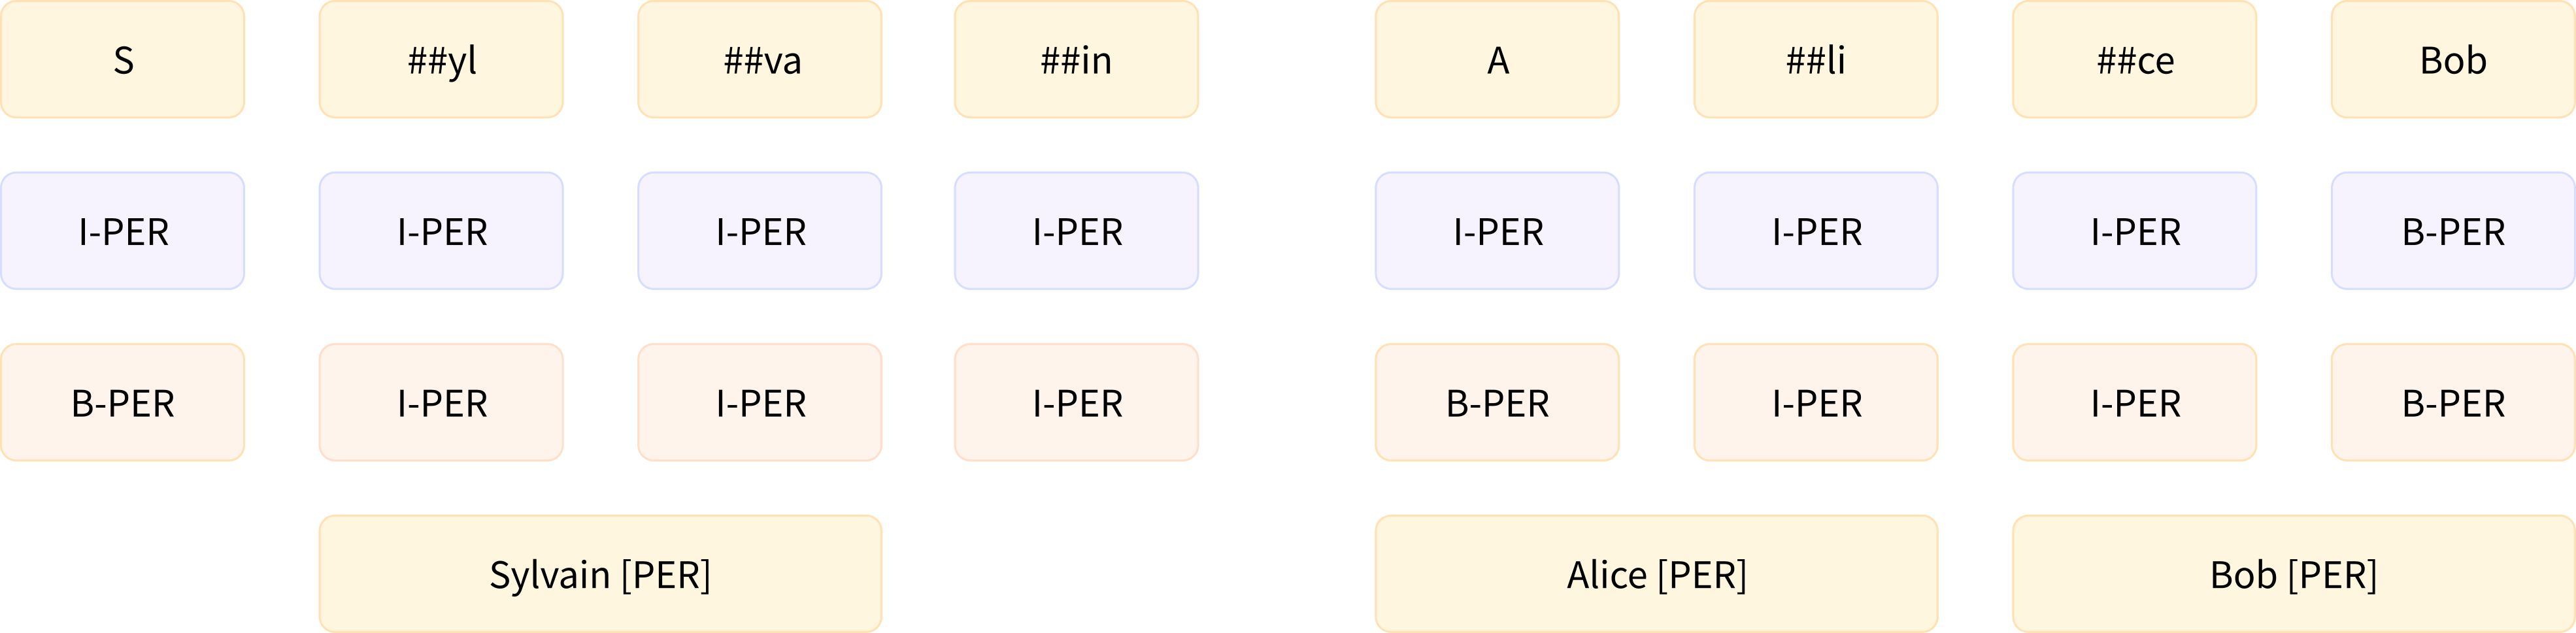 S ##yl ##va ##in A ##li ##ce Bob
I-PER I-PER I-PER I-PER I-PER I-PER I-PER B-PER
B-PER I-PER I-PER I-PER B-PER I-PER I-PER B-PER
Sylvain [PER] Alice [PER] Bob [PER]